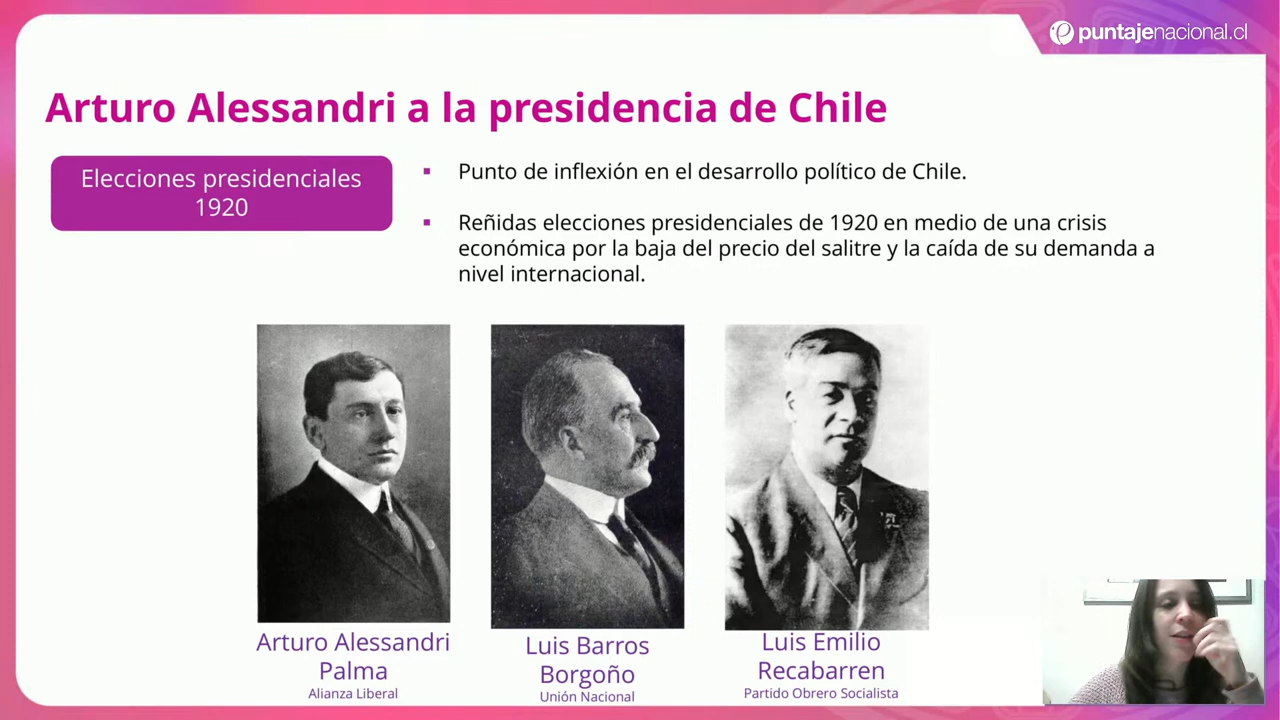 puntajenacional.cl
Arturo Alessandri a la presidencia de Chile
Elecciones presidenciales
1920
▪ Punto de inflexión en el desarrollo político de Chile.
▪ Reñidas elecciones presidenciales de 1920 en medio de una crisis
económica por la baja del precio del salitre y la caída de su demanda a
nivel internacional.
Arturo Alessandri
Palma
Alianza Liberal
Luis Barros
Borgoño
Unión Nacional
Luis Emilio
Recabarren
Partido Obrero Socialista